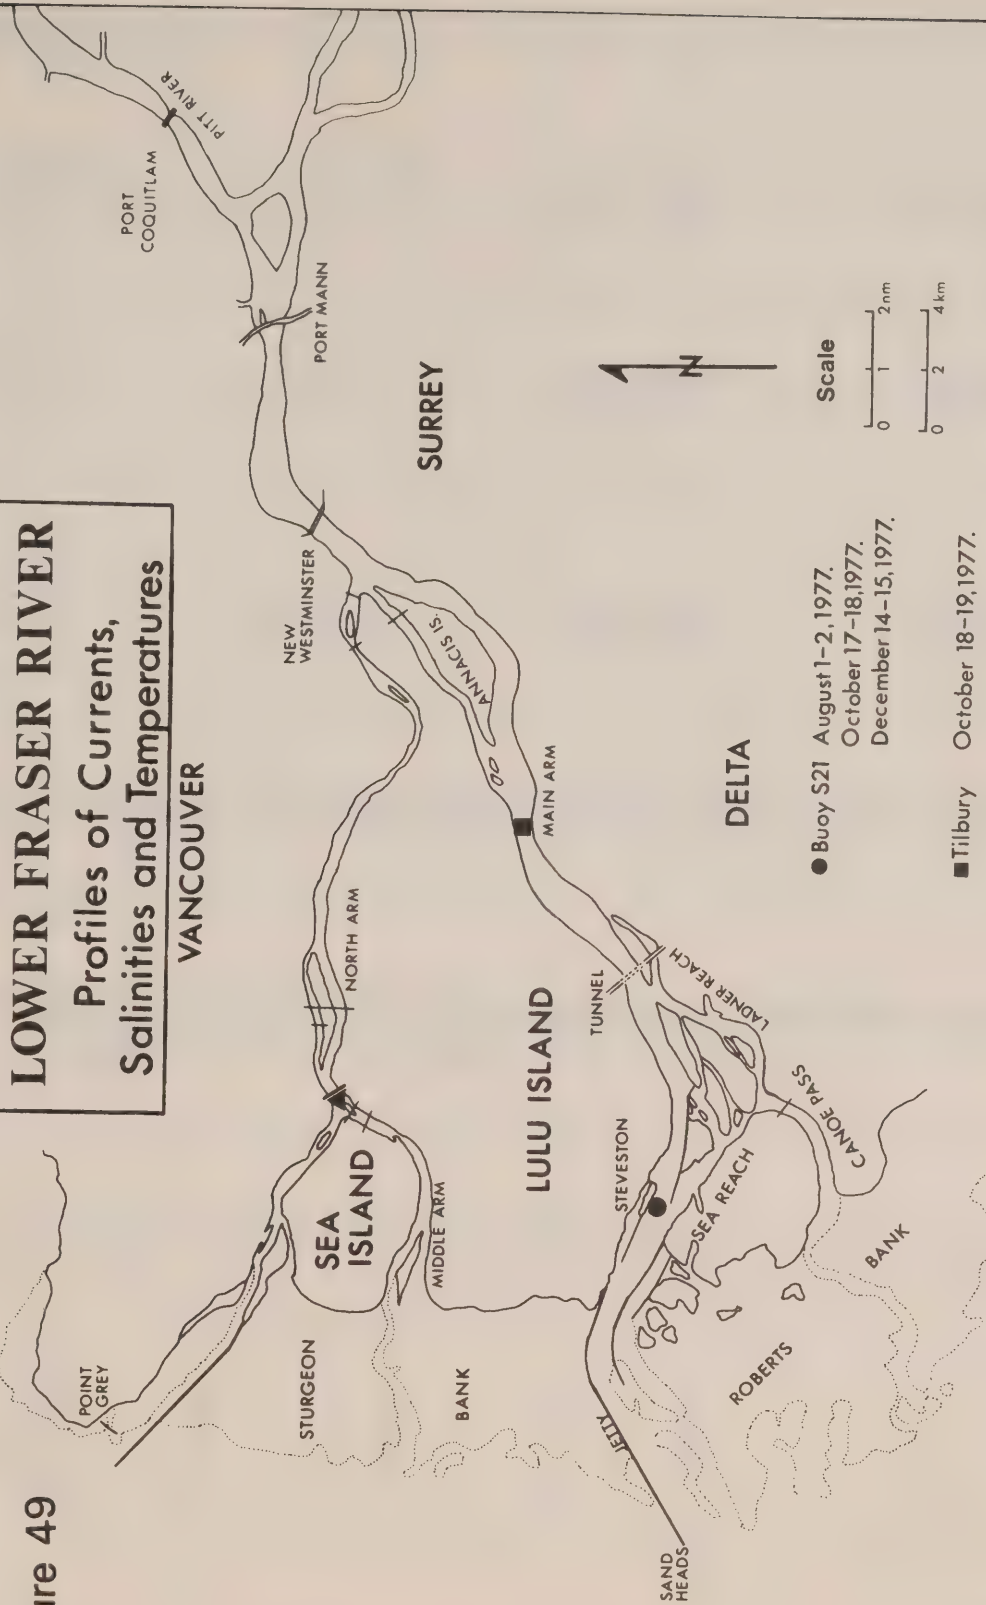 ure 49
LOWER FRASER RIVER
Profiles of Currents,
Salinities and Temperatures
VANCOUVER
POINT
GREY
STURGEON
BANK
SEA
ISLAND
MIDDLE ARM
NORTH ARM
NEW
WESTMINSTER
PORT
COQUITLAM
PITT RIVER
PORT MANN
SURREY
ANNACIS IS.
MAIN ARM
LULU ISLAND
TUNNEL
LADNER REACH
STEVESTON
SEA REACH
CANOE PASS
DELTA
JETTY
SAND
HEADS
ROBERTS
BANK
N
Scale
0 1 2nm
0 2 4km
Buoy S21 August 1-2, 1977.
October 17-18, 1977.
December 14-15, 1977.
Tilbury October 18-19, 1977.